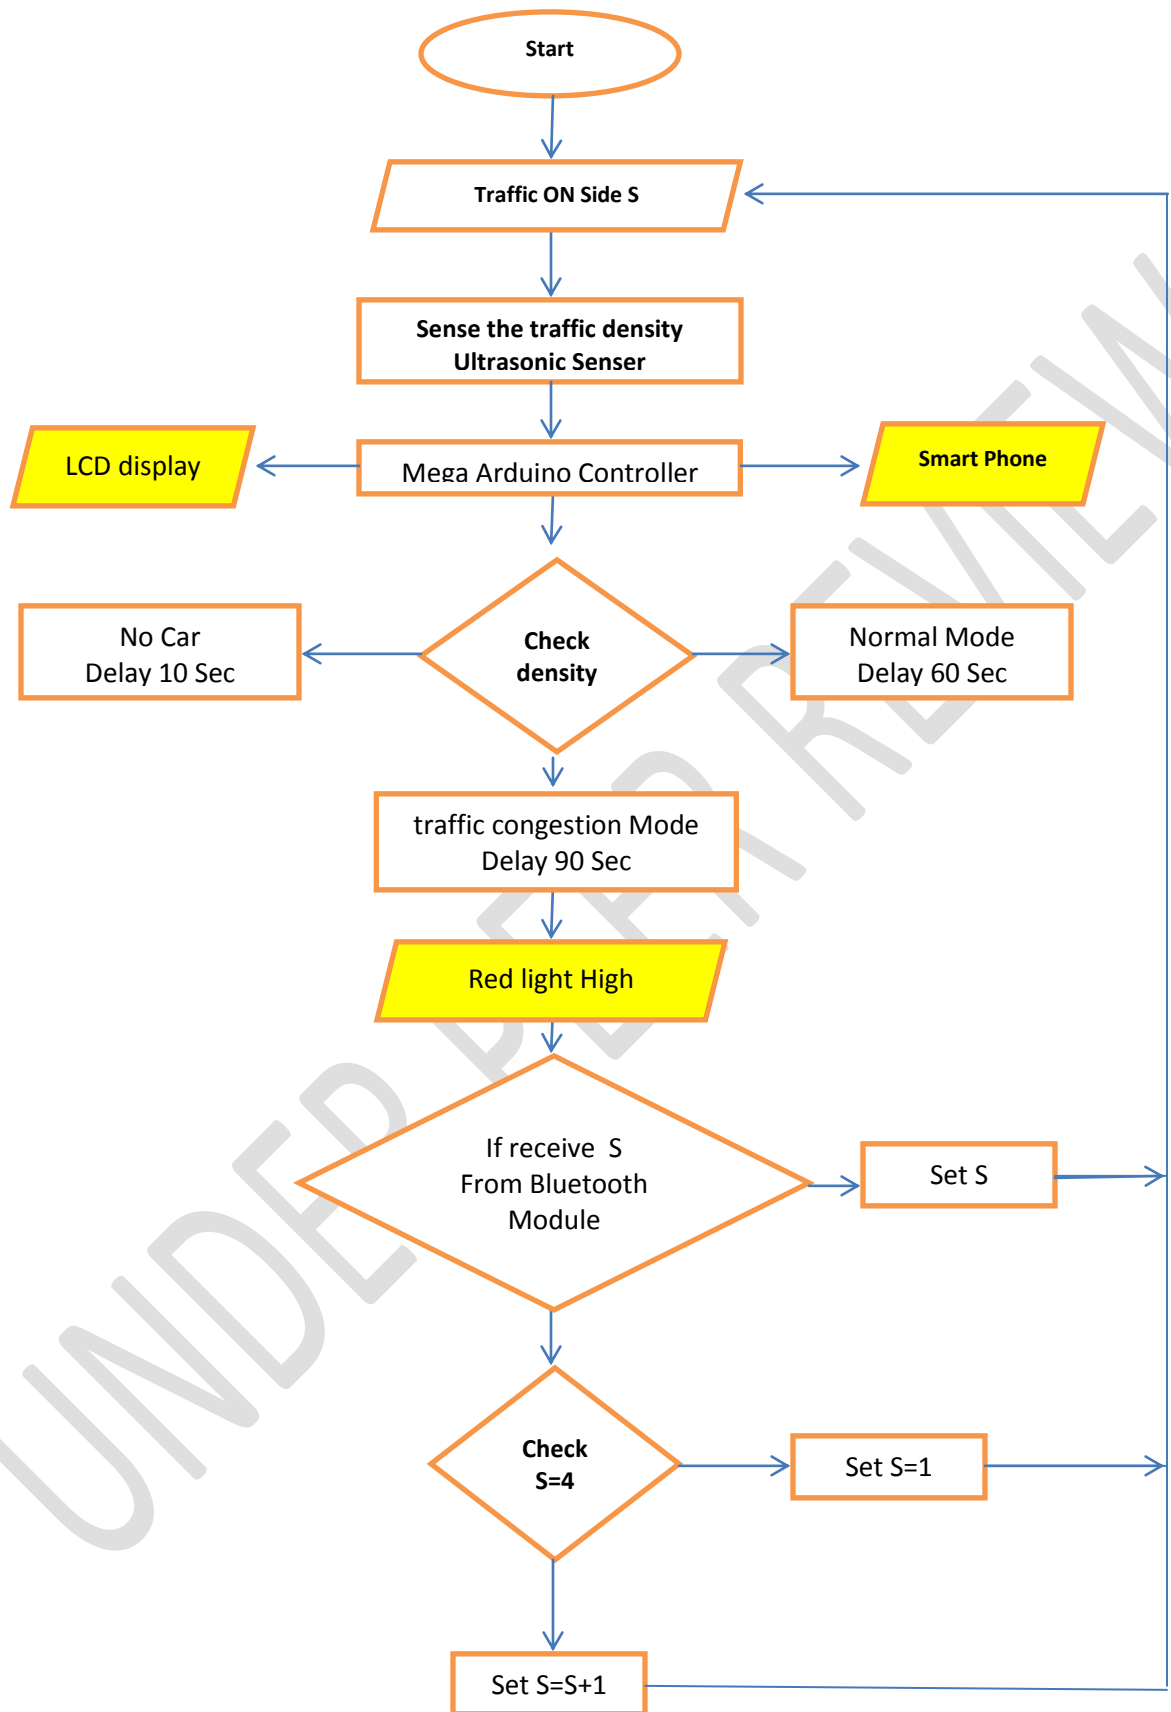 Start
Traffic ON Side S
Sense the traffic density
Ultrasonic Senser
LCD display
Mega Arduino Controller
Smart Phone
No Car
Delay 10 Sec
Check
density
Normal Mode
Delay 60 Sec
traffic congestion Mode
Delay 90 Sec
Red light High
If receive S
From Bluetooth
Module
Set S
Check
S=4
Set S=1
Set S=S+1
UNDER PEER REVIEW